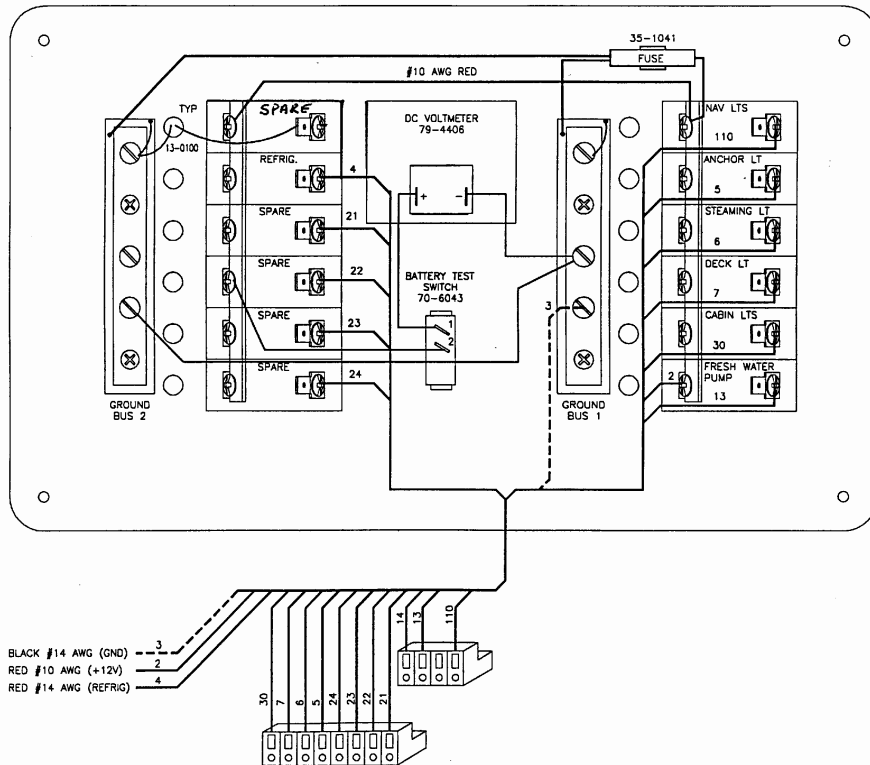 35-1041
FUSE
#10 AWG RED
TYP
SPARE
13-0100
DC VOLTMETER
79-4406
+ -
NAV LTS
110
REFRIG.
4
ANCHOR LT
5
SPARE
21
STEAMING LT
6
SPARE
22
BATTERY TEST
SWITCH
70-6043
1
2
DECK LT
7
SPARE
23
3
CABIN LTS
30
SPARE
24
2
FRESH WATER
PUMP
13
GROUND
BUS 2
GROUND
BUS 1
14
13
110
BLACK #14 AWG (GND) 3
RED #10 AWG (+12V) 2
RED #14 AWG (REFRIG) 4
30
7
6
5
24
23
22
21